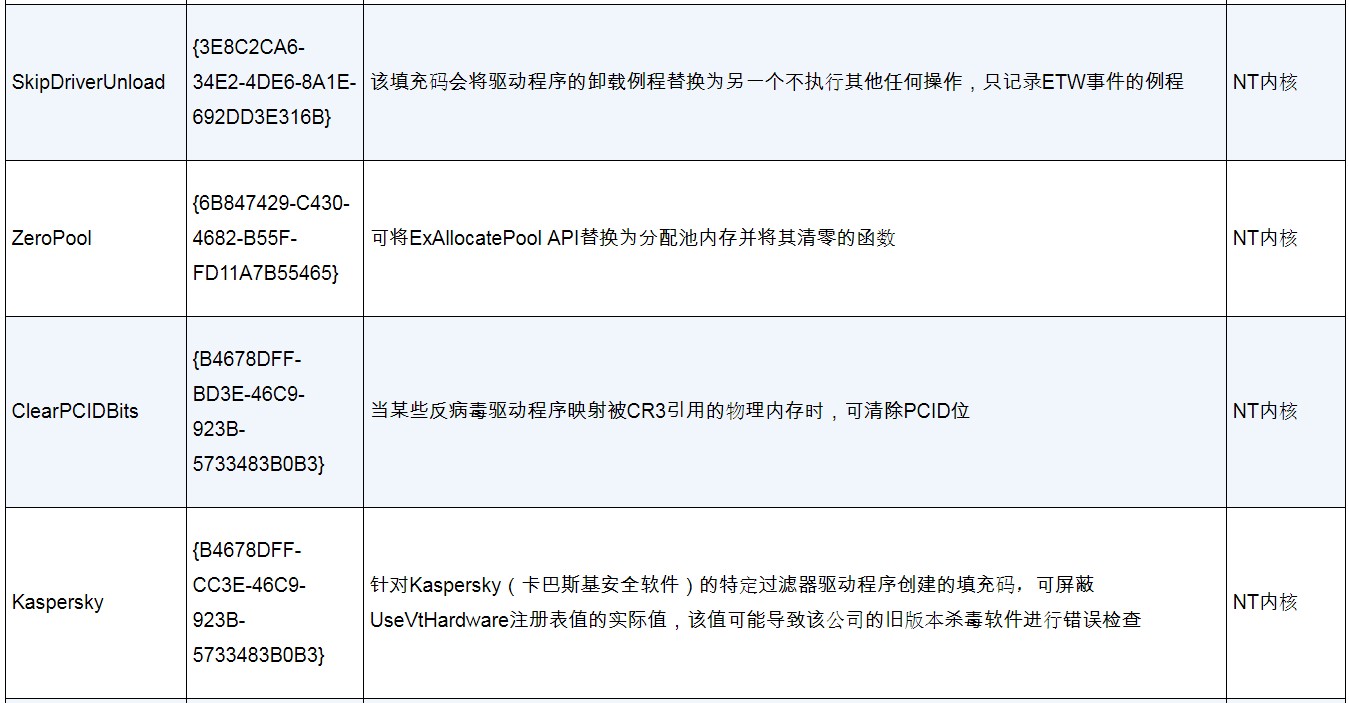 SkipDriverUnload
{3E8C2CA6-
34E2-4DE6-8A1E-
692DD3E316B}
该填充码会将驱动程序的卸载例程替换为另一个不执行其他任何操作，只记录ETW事件的例程
NT内核
ZeroPool
{6B847429-C430-
4682-B55F-
FD11A7B55465}
可将ExAllocatePool API替换为分配池内存并将其清零的函数
NT内核
ClearPCIDBits
{B4678DFF-
BD3E-46C9-
923B-
5733483B0B3}
当某些反病毒驱动程序映射被CR3引用的物理内存时，可清除PCID位
NT内核
Kaspersky
{B4678DFF-
CC3E-46C9-
923B-
5733483B0B3}
针对Kaspersky（卡巴斯基安全软件）的特定过滤器驱动程序创建的填充码，可屏蔽
UseVtHardware注册表值的实际值，该值可能导致该公司的旧版本杀毒软件进行错误检查
NT内核